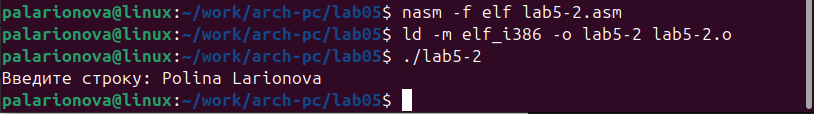 palarionova@linux:~/work/arch-pc/lab05$ nasm -f elf lab5-2.asm
palarionova@linux:~/work/arch-pc/lab05$ ld -m elf_i386 -o lab5-2 lab5-2.o
palarionova@linux:~/work/arch-pc/lab05$ ./lab5-2
Введите строку: Polina Larionova
palarionova@linux:~/work/arch-pc/lab05$